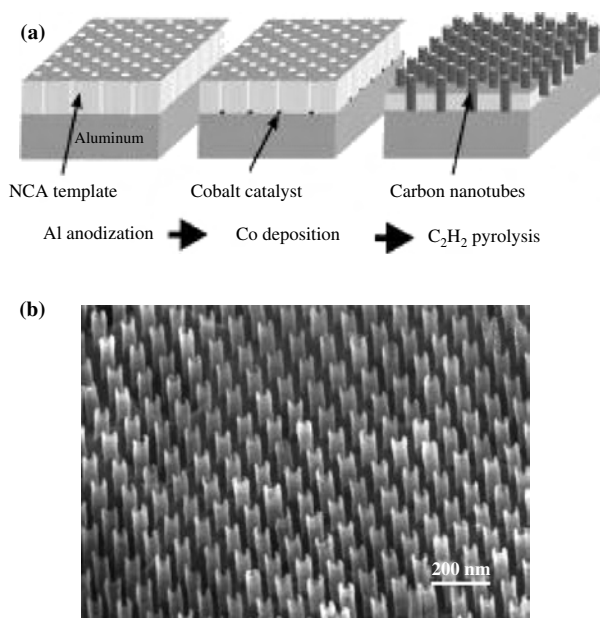 (a)
Aluminum
NCA template
Cobalt catalyst
Carbon nanotubes
Al anodization
Co deposition
C₂H₂ pyrolysis
(b)
200 nm